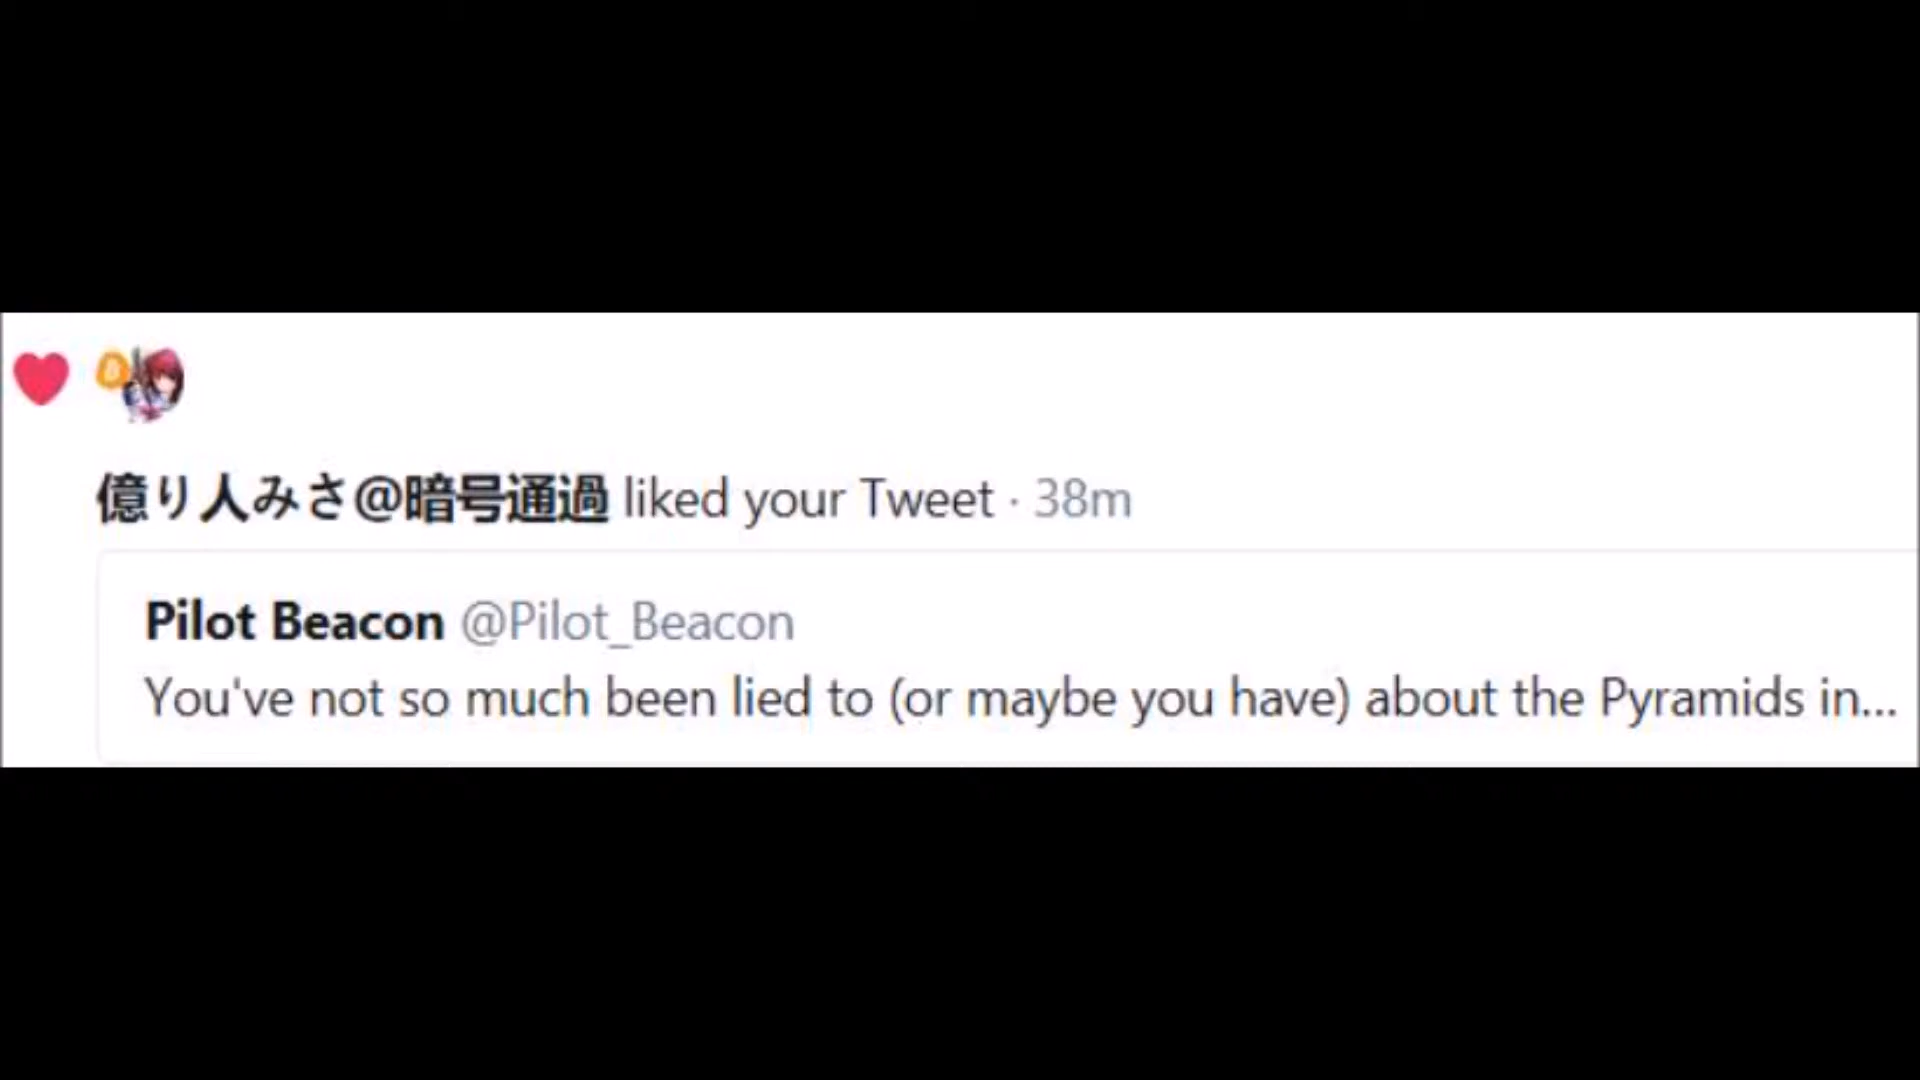 億り人みさ@暗号通過 liked your Tweet · 38m
Pilot Beacon @Pilot_Beacon
You've not so much been lied to (or maybe you have) about the Pyramids in...